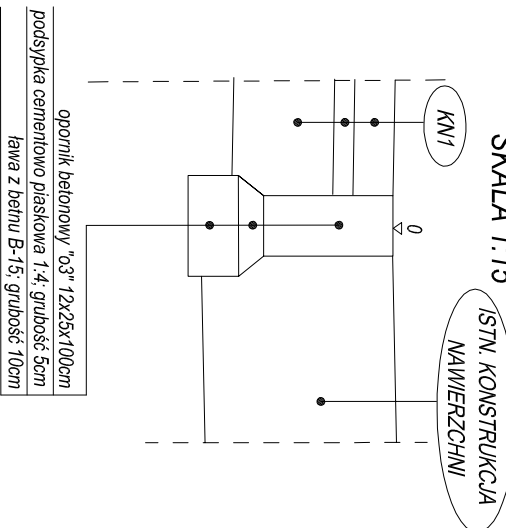 SKALA 1:15
KN1
0
ISTN. KONSTRUKCJA
NAWIERZCHNI
opornik betonowy "o3" 12x25x100cm
podsypka cementowo piaskowa 1:4; grubość 5cm
ława z betnu B-15; grubość 10cm